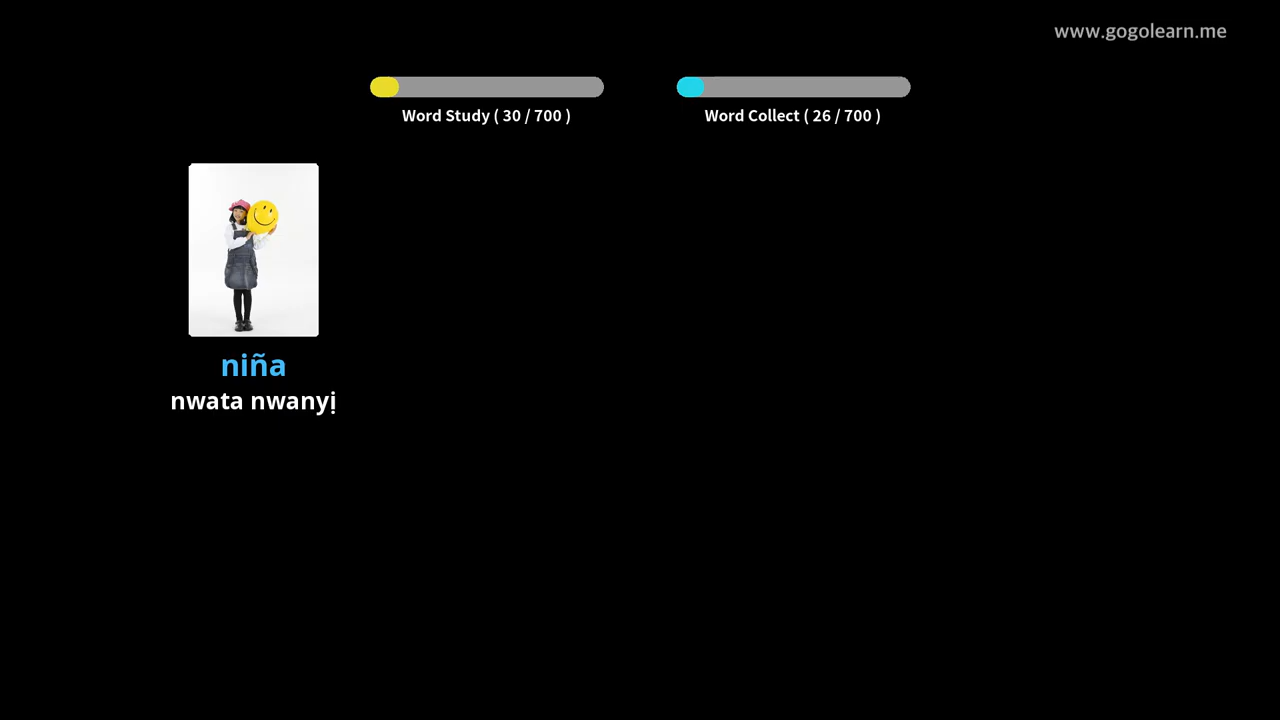 www.gogolearn.me
Word Study ( 30 / 700 )
Word Collect ( 26 / 700 )
niña
nwata nwanyị